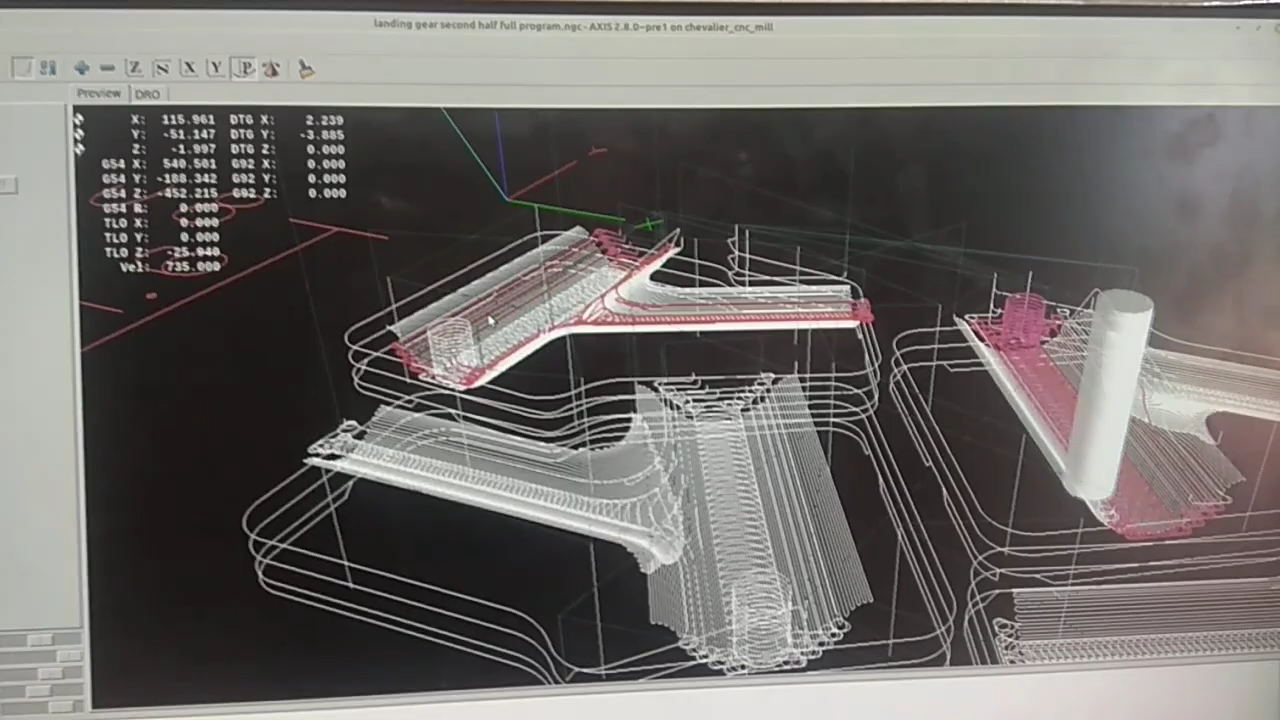 landing gear second half full program.ngc - AXIS 2.8.0~pre1 on chevalier_cnc_mill
Z N X Y P
Preview DRO
X: 115.961 DTG X: 2.239
Y: -51.147 DTG Y: -3.885
Z: -1.997 DTG Z: 0.000
G54 X: 540.501 G92 X: 0.000
G54 Y: -188.342 G92 Y: 0.000
G54 Z: -452.215 G92 Z: 0.000
G54 R: 0.000
TLO X: 0.000
TLO Y: 0.000
TLO Z: -25.940
Vel: 735.000